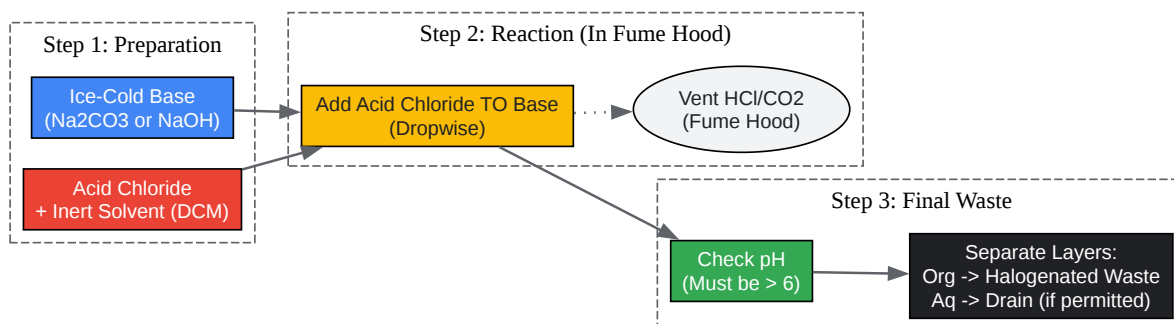 Step 1: Preparation
Ice-Cold Base
(Na2CO3 or NaOH)
Acid Chloride
+ Inert Solvent (DCM)
Step 2: Reaction (In Fume Hood)
Add Acid Chloride TO Base
(Dropwise)
Vent HCl/CO2
(Fume Hood)
Step 3: Final Waste
Check pH
(Must be > 6)
Separate Layers:
Org -> Halogenated Waste
Aq -> Drain (if permitted)